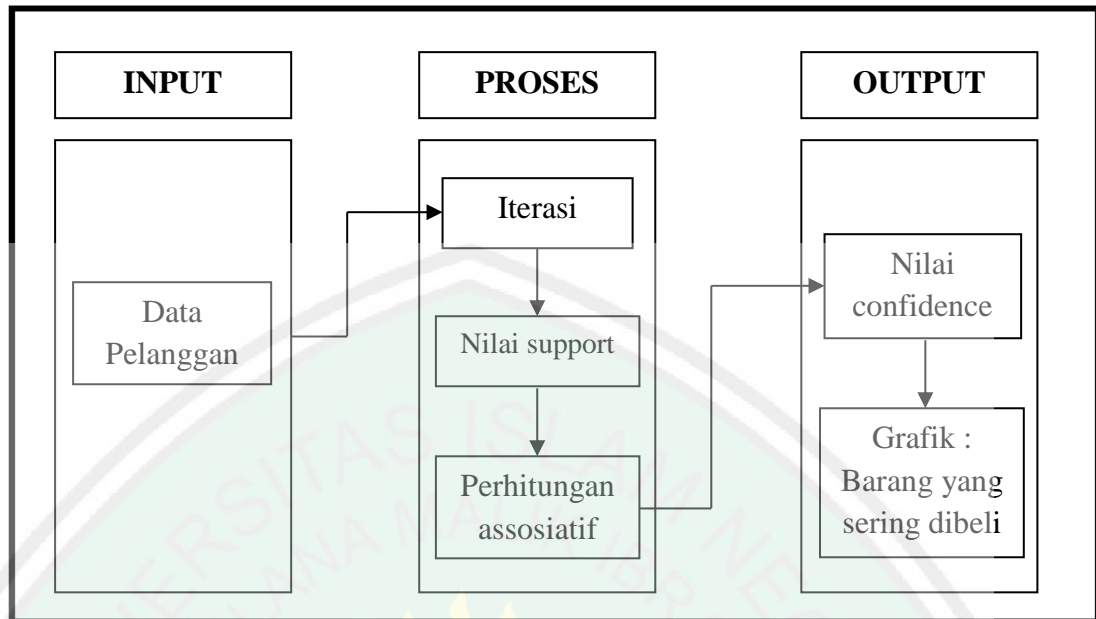 INPUT
PROSES
OUTPUT
Data
Pelanggan
Iterasi
Nilai support
Perhitungan
assosiatif
Nilai
confidence
Grafik :
Barang yang
sering dibeli